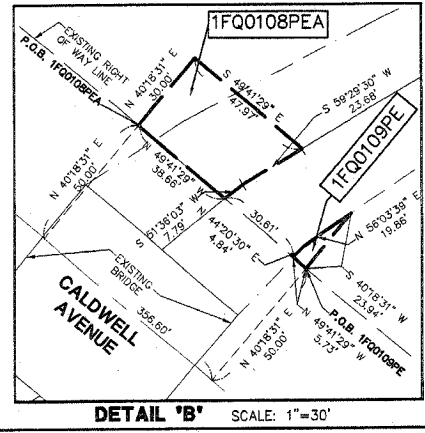 1FQ0108PEA
EXISTING RIGHT
OF WAY LINE
P.O.B. 1FQ0108PEA
N 40°18'31" E
30.00'
S 49°41'29" E
47.97'
S 59°29'30" W
23.68'
1FQ0109PE
N 40°18'31" E
50.00'
N 49°41'29" W
38.66'
S 61°36'03" W
7.79'
N 44°20'30" E
4.84'
30.61'
N 56°03'39" E
19.86'
S 40°18'31" W
23.94'
P.O.B. 1FQ0109PE
N 49°41'29" W
5.73'
N 40°18'31" E
50.00'
EXISTING
BRIDGE
356.60'
CALDWELL
AVENUE
DETAIL 'B' SCALE: 1"=30'